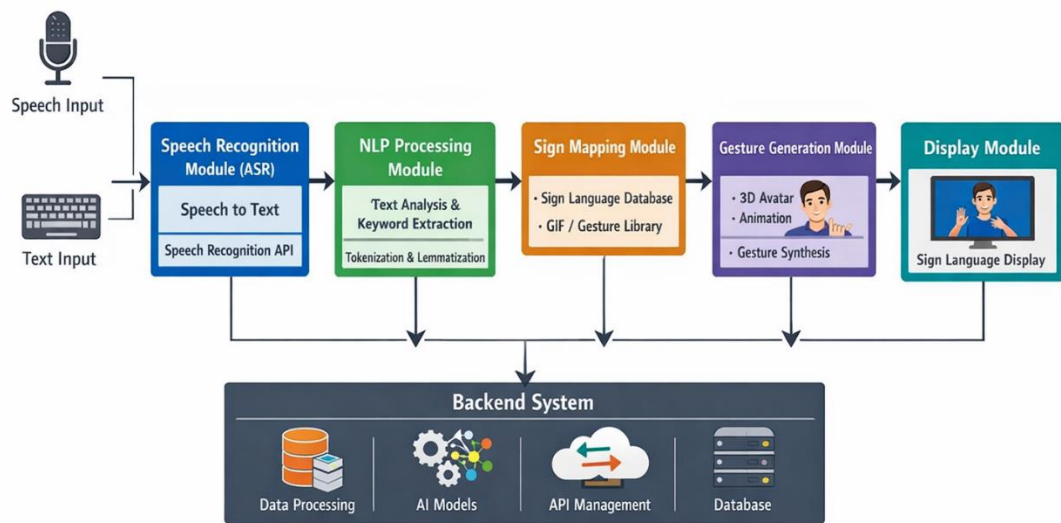 Speech Input
Text Input
Speech Recognition
Module (ASR)
Speech to Text
Speech Recognition API
NLP Processing
Module
Text Analysis &
Keyword Extraction
Tokenization & Lemmatization
Sign Mapping Module
· Sign Language Database
· GIF / Gesture Library
Gesture Generation Module
· 3D Avatar
· Animation
· Gesture Synthesis
Display Module
Sign Language Display
Backend System
Data Processing
AI Models
API Management
Database